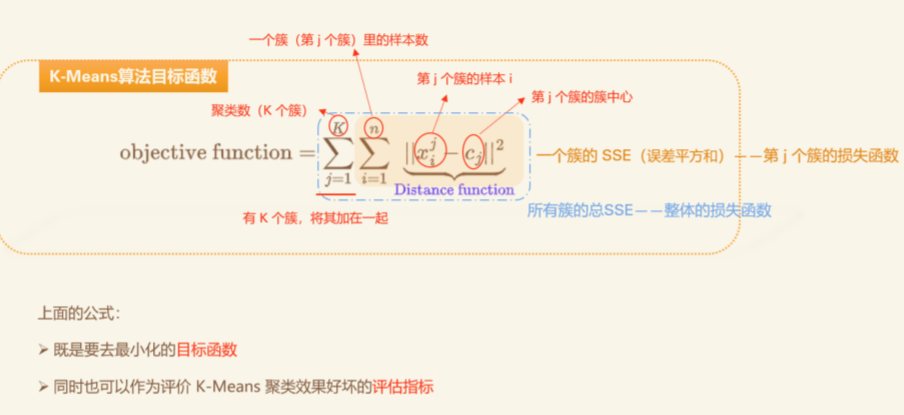 一个簇（第 j 个簇）里的样本数
K-Means算法目标函数
第 j 个簇的样本 i
第 j 个簇的簇中心
聚类数（K 个簇）
objective function = \sum_{j=1}^{K} \sum_{i=1}^{n} ||x_i^j - c_j||^2
一个簇的 SSE（误差平方和）——第 j 个簇的损失函数
Distance function
所有簇的总SSE——整体的损失函数
有 K 个簇，将其加在一起
上面的公式：
➢ 既是要去最小化的目标函数
➢ 同时也可以作为评价 K-Means 聚类效果好坏的评估指标